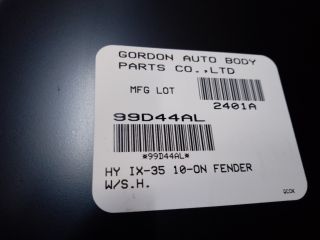 GORDON AUTO BODY
PARTS CO.,LTD
MFG LOT
2401A
99D44AL
*99D44AL*
HY IX-35 10-ON FENDER
W/S.H.